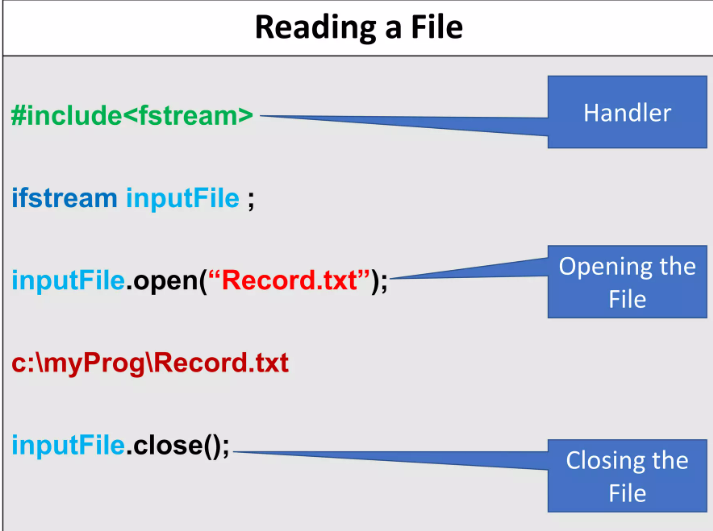 Reading a File
#include<fstream>
Handler
ifstream inputFile ;
inputFile.open(“Record.txt”);
Opening the
File
c:\myProg\Record.txt
inputFile.close();
Closing the
File